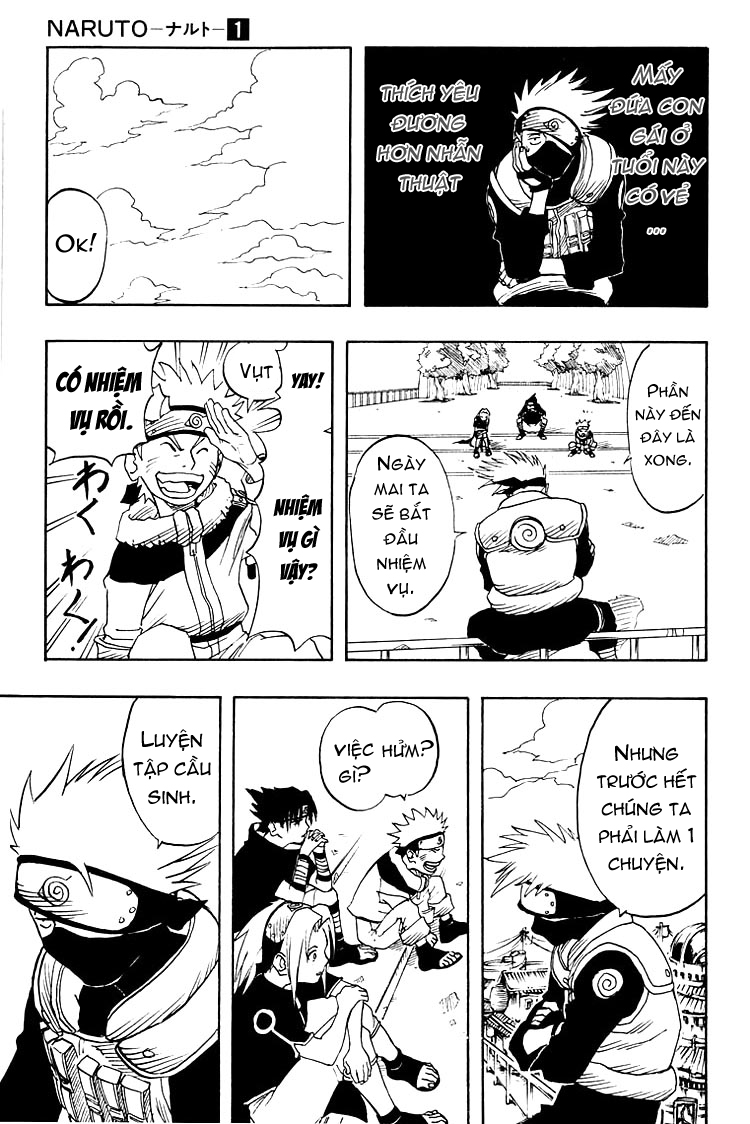 NARUTO—ナルト—1
MẤY
ĐỨA CON
GÁI Ở
TUỔI NÀY
CÓ VẺ
...
THÍCH YÊU
ĐƯƠNG
HƠN NHẪN
THUẬT
OK!
PHẦN
NÀY ĐẾN
ĐÂY LÀ
XONG.
NGÀY
MAI TA
SẼ BẮT
ĐẦU
NHIỆM
VỤ.
YAY!
VỤT
CÓ NHIỆM
VỤ RỒI.
NHIỆM
VỤ GÌ
VẬY?
わくわく!
NHƯNG
TRƯỚC HẾT
CHÚNG TA
PHẢI LÀM 1
CHUYỆN.
VIỆC HỬM?
GÌ?
LUYỆN
TẬP CẦU
SINH.